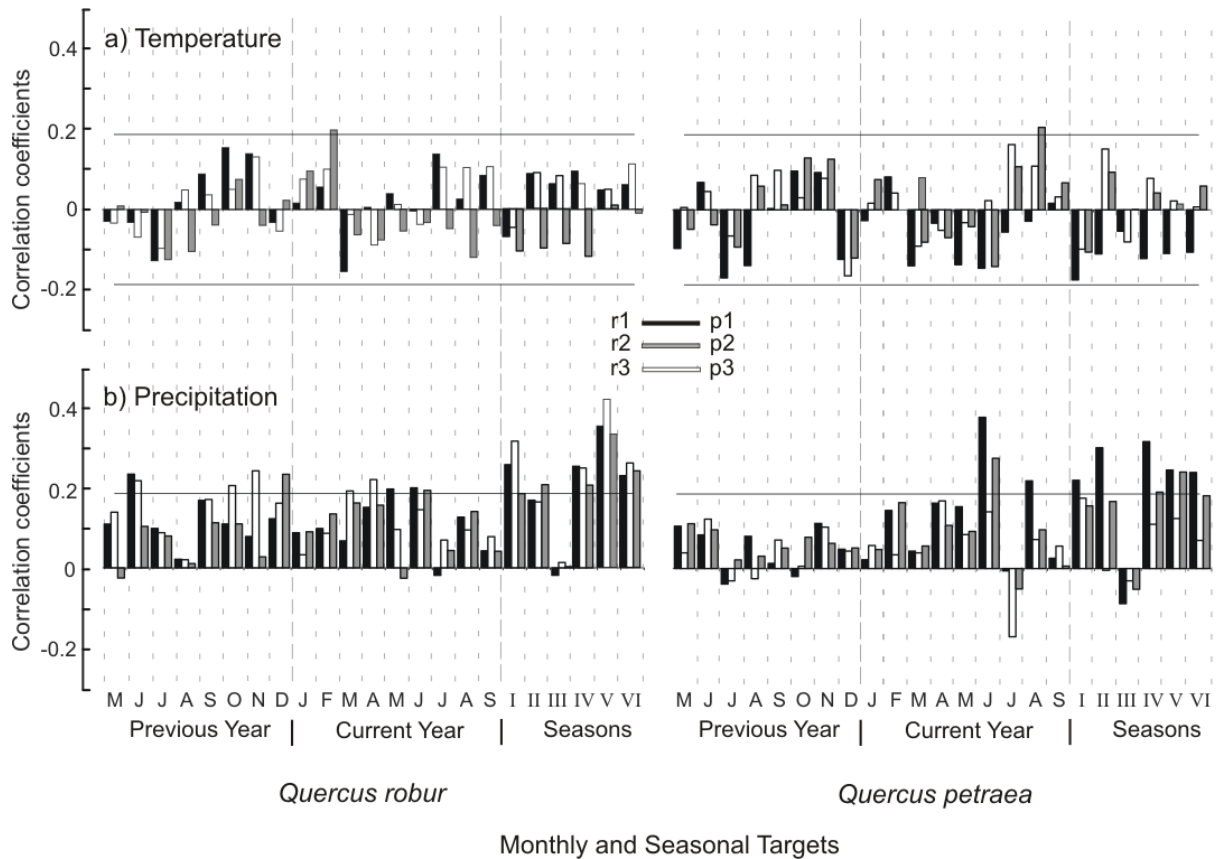 a) Temperature
Correlation coefficients
0.4
0.2
0
-0.2
r1 p1
r2 p2
r3 p3
b) Precipitation
Correlation coefficients
0.4
0.2
0
0.2
M J J A S O N D J F M A M J J A S I II III IV V VI M J J A S O N D J F M A M J J A S I II III IV V VI
Previous Year Current Year Seasons Previous Year Current Year Seasons
Quercus robur Quercus petraea
Monthly and Seasonal Targets